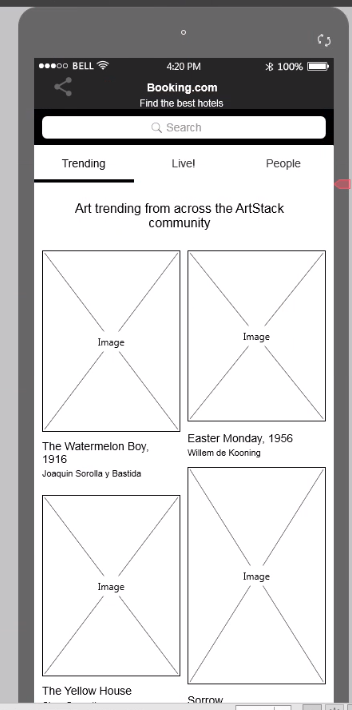 BELL 4:20 PM 100%
Booking.com
Find the best hotels
Search
Trending Live! People
Art trending from across the ArtStack
community
Image
Image
The Watermelon Boy,
1916
Joaquin Sorolla y Bastida
Easter Monday, 1956
Willem de Kooning
Image
Image
The Yellow House
Sorrow